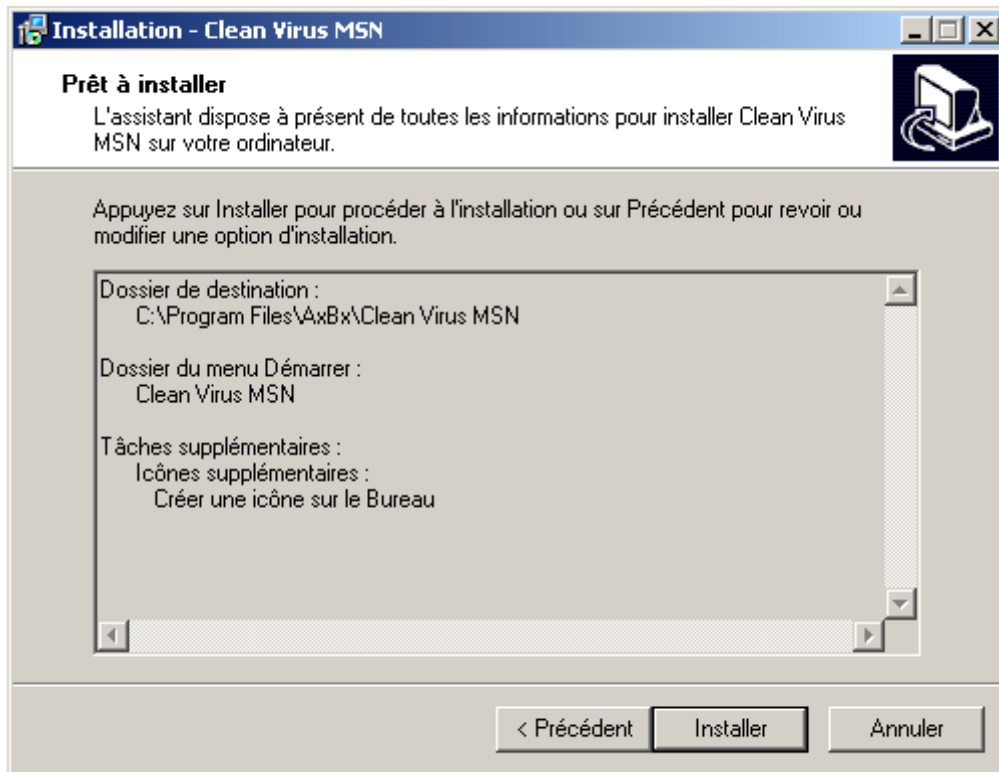 Installation - Clean Virus MSN
Prêt à installer
L'assistant dispose à présent de toutes les informations pour installer Clean Virus
MSN sur votre ordinateur.
Appuyez sur Installer pour procéder à l'installation ou sur Précédent pour revoir ou
modifier une option d'installation.
Dossier de destination :
C:\Program Files\AxBx\Clean Virus MSN
Dossier du menu Démarrer :
Clean Virus MSN
Tâches supplémentaires :
Icônes supplémentaires :
Créer une icône sur le Bureau
< Précédent Installer Annuler